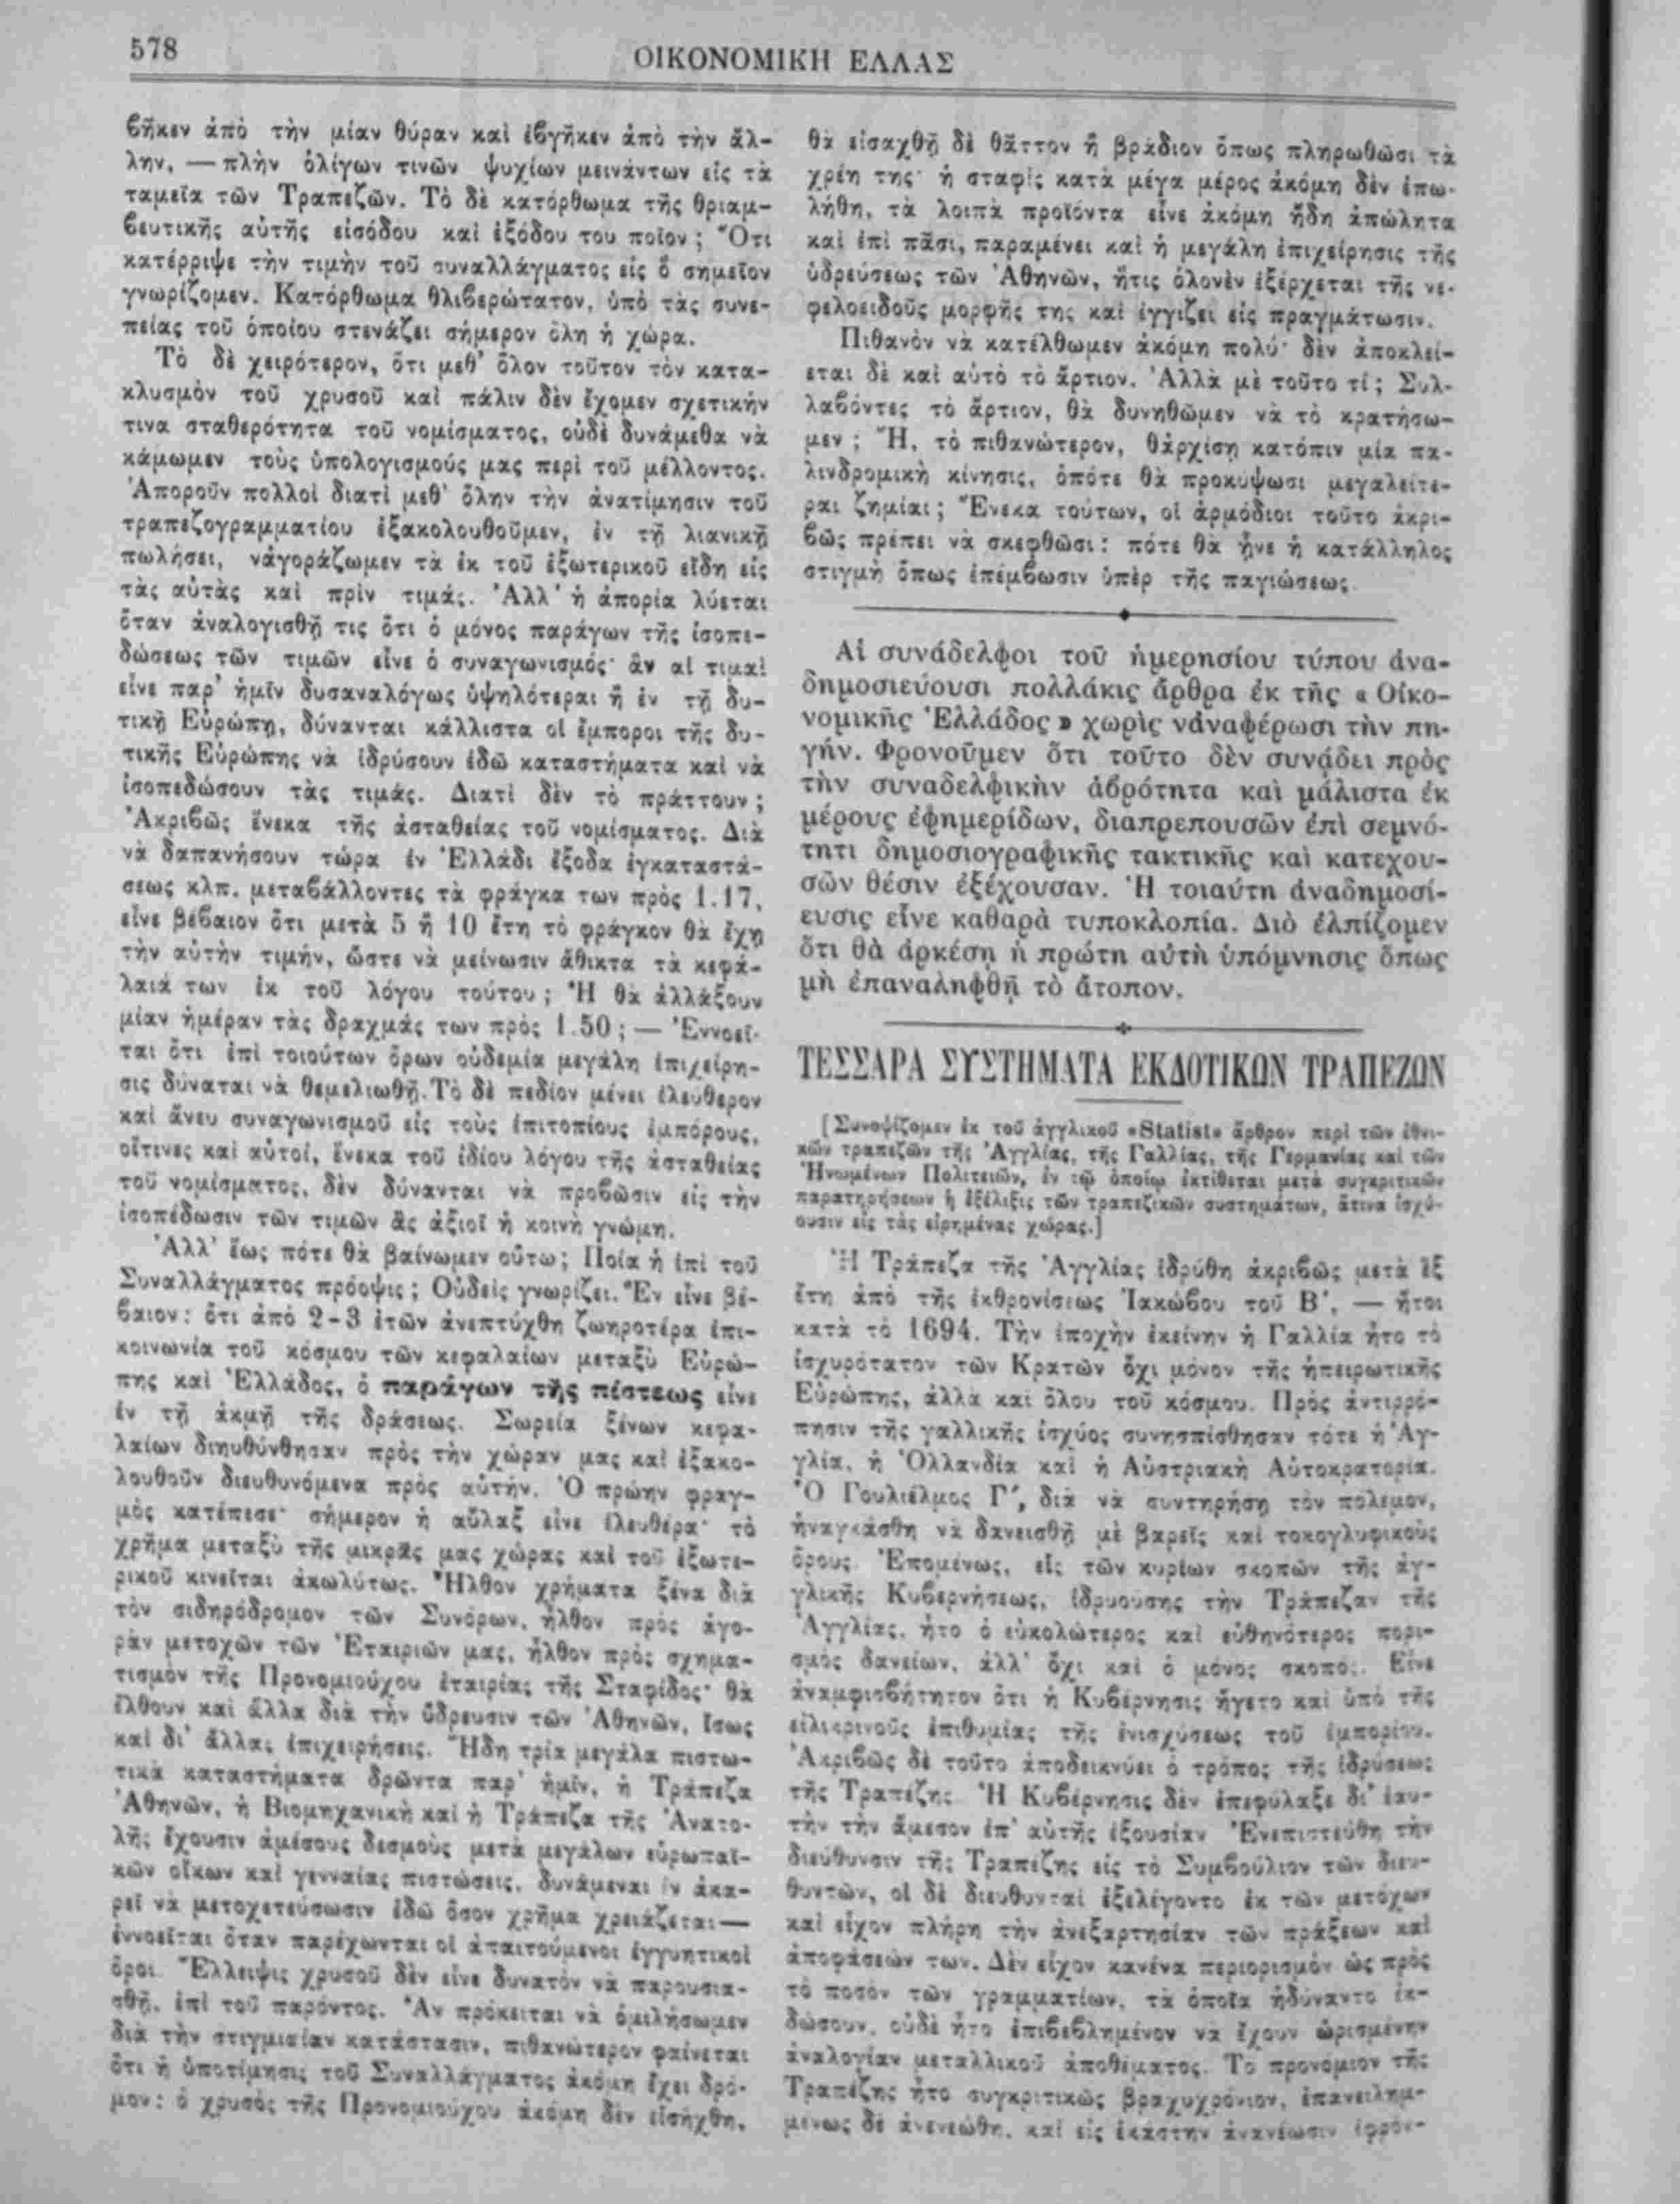 578
ΟΙΚΟΝΟΜΙΚΗ ΕΛΛΑΣ
βῆκεν ἀπὸ τὴν μίαν θύραν καὶ ἐβγῆκεν ἀπὸ τὴν ἄλ-
λην, — πλὴν ὀλίγων τινῶν ψυχίων μεινάντων εἰς τὰ
ταμεῖα τῶν Τραπεζῶν. Τὸ δὲ κατόρθωμα τῆς θριαμ-
βευτικῆς αὐτῆς εἰσόδου καὶ ἐξόδου του ποῖον; Ὅτι
κατέρριψε τὴν τιμὴν τοῦ συναλλάγματος εἰς ὃ σημεῖον
γνωρίζομεν. Κατόρθωμα θλιβερώτατον, ὑπὸ τὰς συνε-
πείας τοῦ ὁποίου στενάζει σήμερον ὅλη ἡ χώρα.
Τὸ δὲ χειρότερον, ὅτι μεθ’ ὅλον τοῦτον τὸν κατα-
κλυσμὸν τοῦ χρυσοῦ καὶ πάλιν δὲν ἔχομεν σχετικήν
τινα σταθερότητα τοῦ νομίσματος, οὐδὲ δυνάμεθα νὰ
κάμωμεν τοὺς ὑπολογισμούς μας περὶ τοῦ μέλλοντος.
Ἀποροῦν πολλοὶ διατὶ μεθ’ ὅλην τὴν ἀνατίμησιν τοῦ
τραπεζογραμματίου ἐξακολουθοῦμεν, ἐν τῇ λιανικῇ
πωλήσει, νἀγοράζωμεν τὰ ἐκ τοῦ ἐξωτερικοῦ εἴδη εἰς
τὰς αὐτὰς καὶ πρὶν τιμάς. Ἀλλ’ ἡ ἀπορία λύεται
ὅταν ἀναλογισθῇ τις ὅτι ὁ μόνος παράγων τῆς ἰσοπε-
δώσεως τῶν τιμῶν εἶνε ὁ συναγωνισμός· ἂν αἱ τιμαὶ
εἶνε παρ’ ἡμῖν δυσαναλόγως ὑψηλότεραι ἢ ἐν τῇ δυ-
τικῇ Εὐρώπῃ, δύνανται κάλλιστα οἱ ἔμποροι τῆς δυ-
τικῆς Εὐρώπης νὰ ἱδρύσουν ἐδῶ καταστήματα καὶ νὰ
ἰσοπεδώσουν τὰς τιμάς. Διατὶ δὲν τὸ πράττουν;
Ἀκριβῶς ἕνεκα τῆς ἀσταθείας τοῦ νομίσματος. Διὰ
νὰ δαπανήσουν τώρα ἐν Ἑλλάδι ἔξοδα ἐγκαταστά-
σεως κλπ. μεταβάλλοντες τὰ φράγκα των πρὸς 1.17,
εἶνε βέβαιον ὅτι μετὰ 5 ἢ 10 ἔτη τὸ φράγκον θὰ ἔχῃ
τὴν αὐτὴν τιμήν, ὥστε νὰ μείνωσιν ἄθικτα τὰ κεφά-
λαιά των ἐκ τοῦ λόγου τούτου; Ἢ θὰ ἀλλάξουν
μίαν ἡμέραν τὰς δραχμάς των πρὸς 1.50; — Ἐννοεῖ-
ται ὅτι ἐπὶ τοιούτων ὅρων οὐδεμία μεγάλη ἐπιχείρη-
σις δύναται νὰ θεμελιωθῇ. Τὸ δὲ πεδίον μένει ἐλεύθερον
καὶ ἄνευ συναγωνισμοῦ εἰς τοὺς ἐπιτοπίους ἐμπόρους,
οἵτινες καὶ αὐτοί, ἕνεκα τοῦ ἰδίου λόγου τῆς ἀσταθείας
τοῦ νομίσματος, δὲν δύνανται νὰ προβῶσιν εἰς τὴν
ἰσοπέδωσιν τῶν τιμῶν ἃς ἀξιοῖ ἡ κοινὴ γνώμη.
Ἀλλ’ ἕως πότε θὰ βαίνωμεν οὕτω; Ποία ἡ ἐπὶ τοῦ
Συναλλάγματος πρόοψις; Οὐδεὶς γνωρίζει. Ἓν εἶνε βέ-
βαιον: ὅτι ἀπὸ 2-3 ἐτῶν ἀνεπτύχθη ζωηροτέρα ἐπι-
κοινωνία τοῦ κόσμου τῶν κεφαλαίων μεταξὺ Εὐρώ-
πης καὶ Ἑλλάδος, ὁ παράγων τῆς πίστεως εἶνε
ἐν τῇ ἀκμῇ τῆς δράσεως. Σωρεία ξένων κεφα-
λαίων διηυθύνθησαν πρὸς τὴν χώραν μας καὶ ἐξακο-
λουθοῦν διευθυνόμενα πρὸς αὐτήν. Ὁ πρώην φραγ-
μὸς κατέπεσε· σήμερον ἡ αὖλαξ εἶνε ἐλευθέρα· τὸ
χρῆμα μεταξὺ τῆς μικρᾶς μας χώρας καὶ τοῦ ἐξωτε-
ρικοῦ κινεῖται ἀκωλύτως. Ἦλθον χρήματα ξένα διὰ
τὸν σιδηρόδρομον τῶν Συνόρων, ἦλθον πρὸς ἀγο-
ρὰν μετοχῶν τῶν Ἑταιριῶν μας, ἦλθον πρὸς σχημα-
τισμὸν τῆς Προνομιούχου ἑταιρίας τῆς Σταφίδος· θὰ
ἔλθουν καὶ ἄλλα διὰ τὴν ὕδρευσιν τῶν Ἀθηνῶν, ἴσως
καὶ δι’ ἄλλας ἐπιχειρήσεις. Ἤδη τρία μεγάλα πιστω-
τικὰ καταστήματα δρῶντα παρ’ ἡμῖν, ἡ Τράπεζα
Ἀθηνῶν, ἡ Βιομηχανικὴ καὶ ἡ Τράπεζα τῆς Ἀνατο-
λῆς ἔχουσιν ἀμέσους δεσμοὺς μετὰ μεγάλων εὐρωπαϊ-
κῶν οἴκων καὶ γενναίας πιστώσεις, δυνάμεναι ἐν ἀκα-
ρεῖ νὰ μετοχετεύσωσιν ἐδῶ ὅσον χρῆμα χρειάζεται —
ἐννοεῖται ὅταν παρέχωνται οἱ ἀπαιτούμενοι ἐγγυητικοὶ
ὅροι. Ἔλλειψις χρυσοῦ δὲν εἶνε δυνατὸν νὰ παρουσια-
σθῇ, ἐπὶ τοῦ παρόντος. Ἂν πρόκειται νὰ ὁμιλήσωμεν
διὰ τὴν στιγμιαίαν κατάστασιν, πιθανώτερον φαίνεται
ὅτι ἡ ὑποτίμησις τοῦ Συναλλάγματος ἀκόμη ἔχει δρό-
μον: ὁ χρυσὸς τῆς Προνομιούχου ἀκόμη δὲν εἰσήχθη,
θὰ εἰσαχθῇ δὲ θᾶττον ἢ βράδιον ὅπως πληρωθῶσι τὰ
χρέη της· ἡ σταφὶς κατὰ μέγα μέρος ἀκόμη δὲν ἐπω-
λήθη, τὰ λοιπὰ προϊόντα εἶνε ἀκόμη ἤδη ἀπώλητα
καὶ ἐπὶ πᾶσι, παραμένει καὶ ἡ μεγάλη ἐπιχείρησις τῆς
ὑδρεύσεως τῶν Ἀθηνῶν, ἥτις ὁλονὲν ἐξέρχεται τῆς νε-
φελοειδοῦς μορφῆς της καὶ ἐγγίζει εἰς πραγμάτωσιν.
Πιθανὸν νὰ κατέλθωμεν ἀκόμη πολύ· δὲν ἀποκλεί-
εται δὲ καὶ αὐτὸ τὸ ἄρτιον. Ἀλλὰ μὲ τοῦτο τί; Συλ-
λαβόντες τὸ ἄρτιον, θὰ δυνηθῶμεν νὰ τὸ κρατήσω-
μεν; Ἤ, τὸ πιθανώτερον, θἀρχίσῃ κατόπιν μία πα-
λινδρομικὴ κίνησις, ὁπότε θὰ προκύψωσι μεγαλείτε-
ραι ζημίαι; Ἕνεκα τούτων, οἱ ἁρμόδιοι τοῦτο ἀκρι-
βῶς πρέπει νὰ σκεφθῶσι: πότε θὰ ᾖνε ἡ κατάλληλος
στιγμὴ ὅπως ἐπέμβωσιν ὑπὲρ τῆς παγιώσεως.
Αἱ συνάδελφοι τοῦ ἡμερησίου τύπου ἀνα-
δημοσιεύουσι πολλάκις ἄρθρα ἐκ τῆς «Οἰκο-
νομικῆς Ἑλλάδος» χωρὶς νἀναφέρωσι τὴν πη-
γήν. Φρονοῦμεν ὅτι τοῦτο δὲν συνᾴδει πρὸς
τὴν συναδελφικὴν ἁβρότητα καὶ μάλιστα ἐκ
μέρους ἐφημερίδων, διαπρεπουσῶν ἐπὶ σεμνό-
τητι δημοσιογραφικῆς τακτικῆς καὶ κατεχου-
σῶν θέσιν ἐξέχουσαν. Ἡ τοιαύτη ἀναδημοσί-
ευσις εἶνε καθαρὰ τυποκλοπία. Διὸ ἐλπίζομεν
ὅτι θὰ ἀρκέσῃ ἡ πρώτη αὐτὴ ὑπόμνησις ὅπως
μὴ ἐπαναληφθῇ τὸ ἄτοπον.
ΤΕΣΣΑΡΑ ΣΥΣΤΗΜΑΤΑ ΕΚΔΟΤΙΚΩΝ ΤΡΑΠΕΖΩΝ
[Συνοψίζομεν ἐκ τοῦ ἀγγλικοῦ «Statist» ἄρθρον περὶ τῶν ἐθνι-
κῶν τραπεζῶν τῆς Ἀγγλίας, τῆς Γαλλίας, τῆς Γερμανίας καὶ τῶν
Ἡνωμένων Πολιτειῶν, ἐν τῷ ὁποίῳ ἐκτίθεται μετὰ συγκριτικῶν
παρατηρήσεων ἡ ἐξέλιξις τῶν τραπεζικῶν συστημάτων, ἅτινα ἰσχύ-
ουσιν εἰς τὰς εἰρημένας χώρας.]
Ἡ Τράπεζα τῆς Ἀγγλίας ἱδρύθη ἀκριβῶς μετὰ ἓξ
ἔτη ἀπὸ τῆς ἐκθρονίσεως Ἰακώβου τοῦ Β΄, — ἤτοι
κατὰ τὸ 1694. Τὴν ἐποχὴν ἐκείνην ἡ Γαλλία ἦτο τὸ
ἰσχυρότατον τῶν Κρατῶν ὄχι μόνον τῆς ἠπειρωτικῆς
Εὐρώπης, ἀλλὰ καὶ ὅλου τοῦ κόσμου. Πρὸς ἀντιρρό-
πησιν τῆς γαλλικῆς ἰσχύος συνησπίσθησαν τότε ἡ Ἀγ-
γλία, ἡ Ὁλλανδία καὶ ἡ Αὐστριακὴ Αὐτοκρατορία.
Ὁ Γουλιέλμος Γ΄, διὰ νὰ συντηρήσῃ τὸν πόλεμον,
ἠναγκάσθη νὰ δανεισθῇ μὲ βαρεῖς καὶ τοκογλυφικοὺς
ὅρους. Ἑπομένως, εἷς τῶν κυρίων σκοπῶν τῆς ἀγ-
γλικῆς Κυβερνήσεως, ἱδρυούσης τὴν Τράπεζαν τῆς
Ἀγγλίας, ἦτο ὁ εὐκολώτερος καὶ εὐθηνότερος πορι-
σμὸς δανείων, ἀλλ’ ὄχι καὶ ὁ μόνος σκοπός. Εἶνε
ἀναμφισβήτητον ὅτι ἡ Κυβέρνησις ἤγετο καὶ ὑπὸ τῆς
εἰλικρινοῦς ἐπιθυμίας τῆς ἐνισχύσεως τοῦ ἐμπορίου.
Ἀκριβῶς δὲ τοῦτο ἀποδεικνύει ὁ τρόπος τῆς ἱδρύσεως
τῆς Τραπέζης. Ἡ Κυβέρνησις δὲν ἐπεφύλαξε δι’ ἑαυ-
τὴν τὴν ἄμεσον ἐπ’ αὐτῆς ἐξουσίαν. Ἐνεπιστεύθη τὴν
διεύθυνσιν τῆς Τραπέζης εἰς τὸ Συμβούλιον τῶν διευ-
θυντῶν, οἱ δὲ διευθυνταὶ ἐξελέγοντο ἐκ τῶν μετόχων
καὶ εἶχον πλήρη τὴν ἀνεξαρτησίαν τῶν πράξεων καὶ
ἀποφάσεών των. Δὲν εἶχον κανένα περιορισμὸν ὡς πρὸς
τὸ ποσὸν τῶν γραμματίων, τὰ ὁποῖα ἠδύναντο ἐκ-
δώσουν, οὐδὲ ἦτο ἐπιβεβλημένον νὰ ἔχουν ὡρισμένην
ἀναλογίαν μεταλλικοῦ ἀποθέματος. Τὸ προνόμιον τῆς
Τραπέζης ἦτο συγκριτικῶς βραχυχρόνιον, ἐπανειλημ-
μένως δὲ ἀνενεώθη, καὶ εἰς ἑκάστην ἀνανέωσιν ἐφρόν-